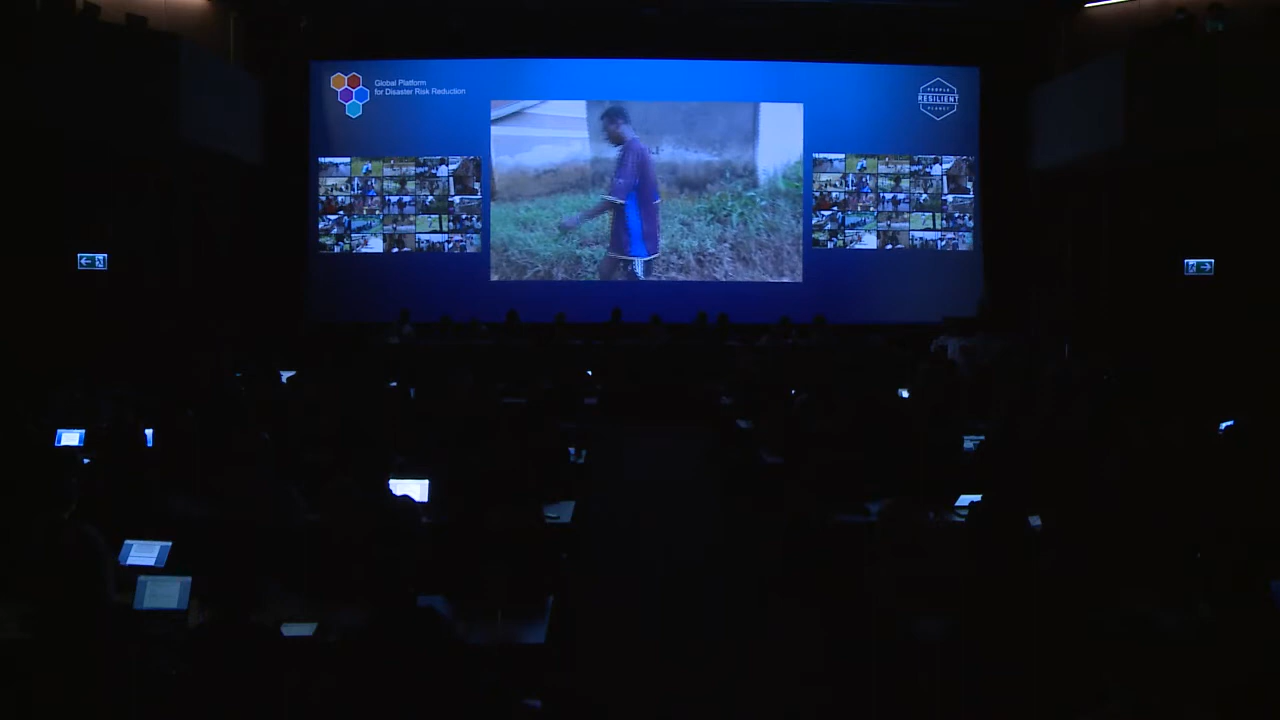 Global Platform
for Disaster Risk Reduction
PEOPLE
RESILIENT
PLANET